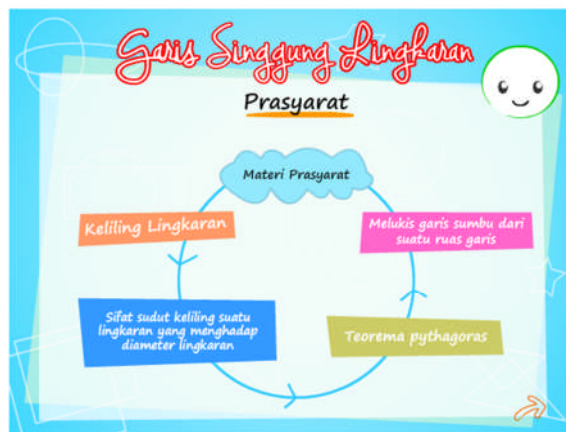 Garis Singgung Lingkaran
Prasyarat
Materi Prasyarat
Keliling Lingkaran
Melukis garis sumbu dari
suatu ruas garis
Sifat sudut keliling suatu
lingkaran yang menghadap
diameter lingkaran
Teorema pythagoras